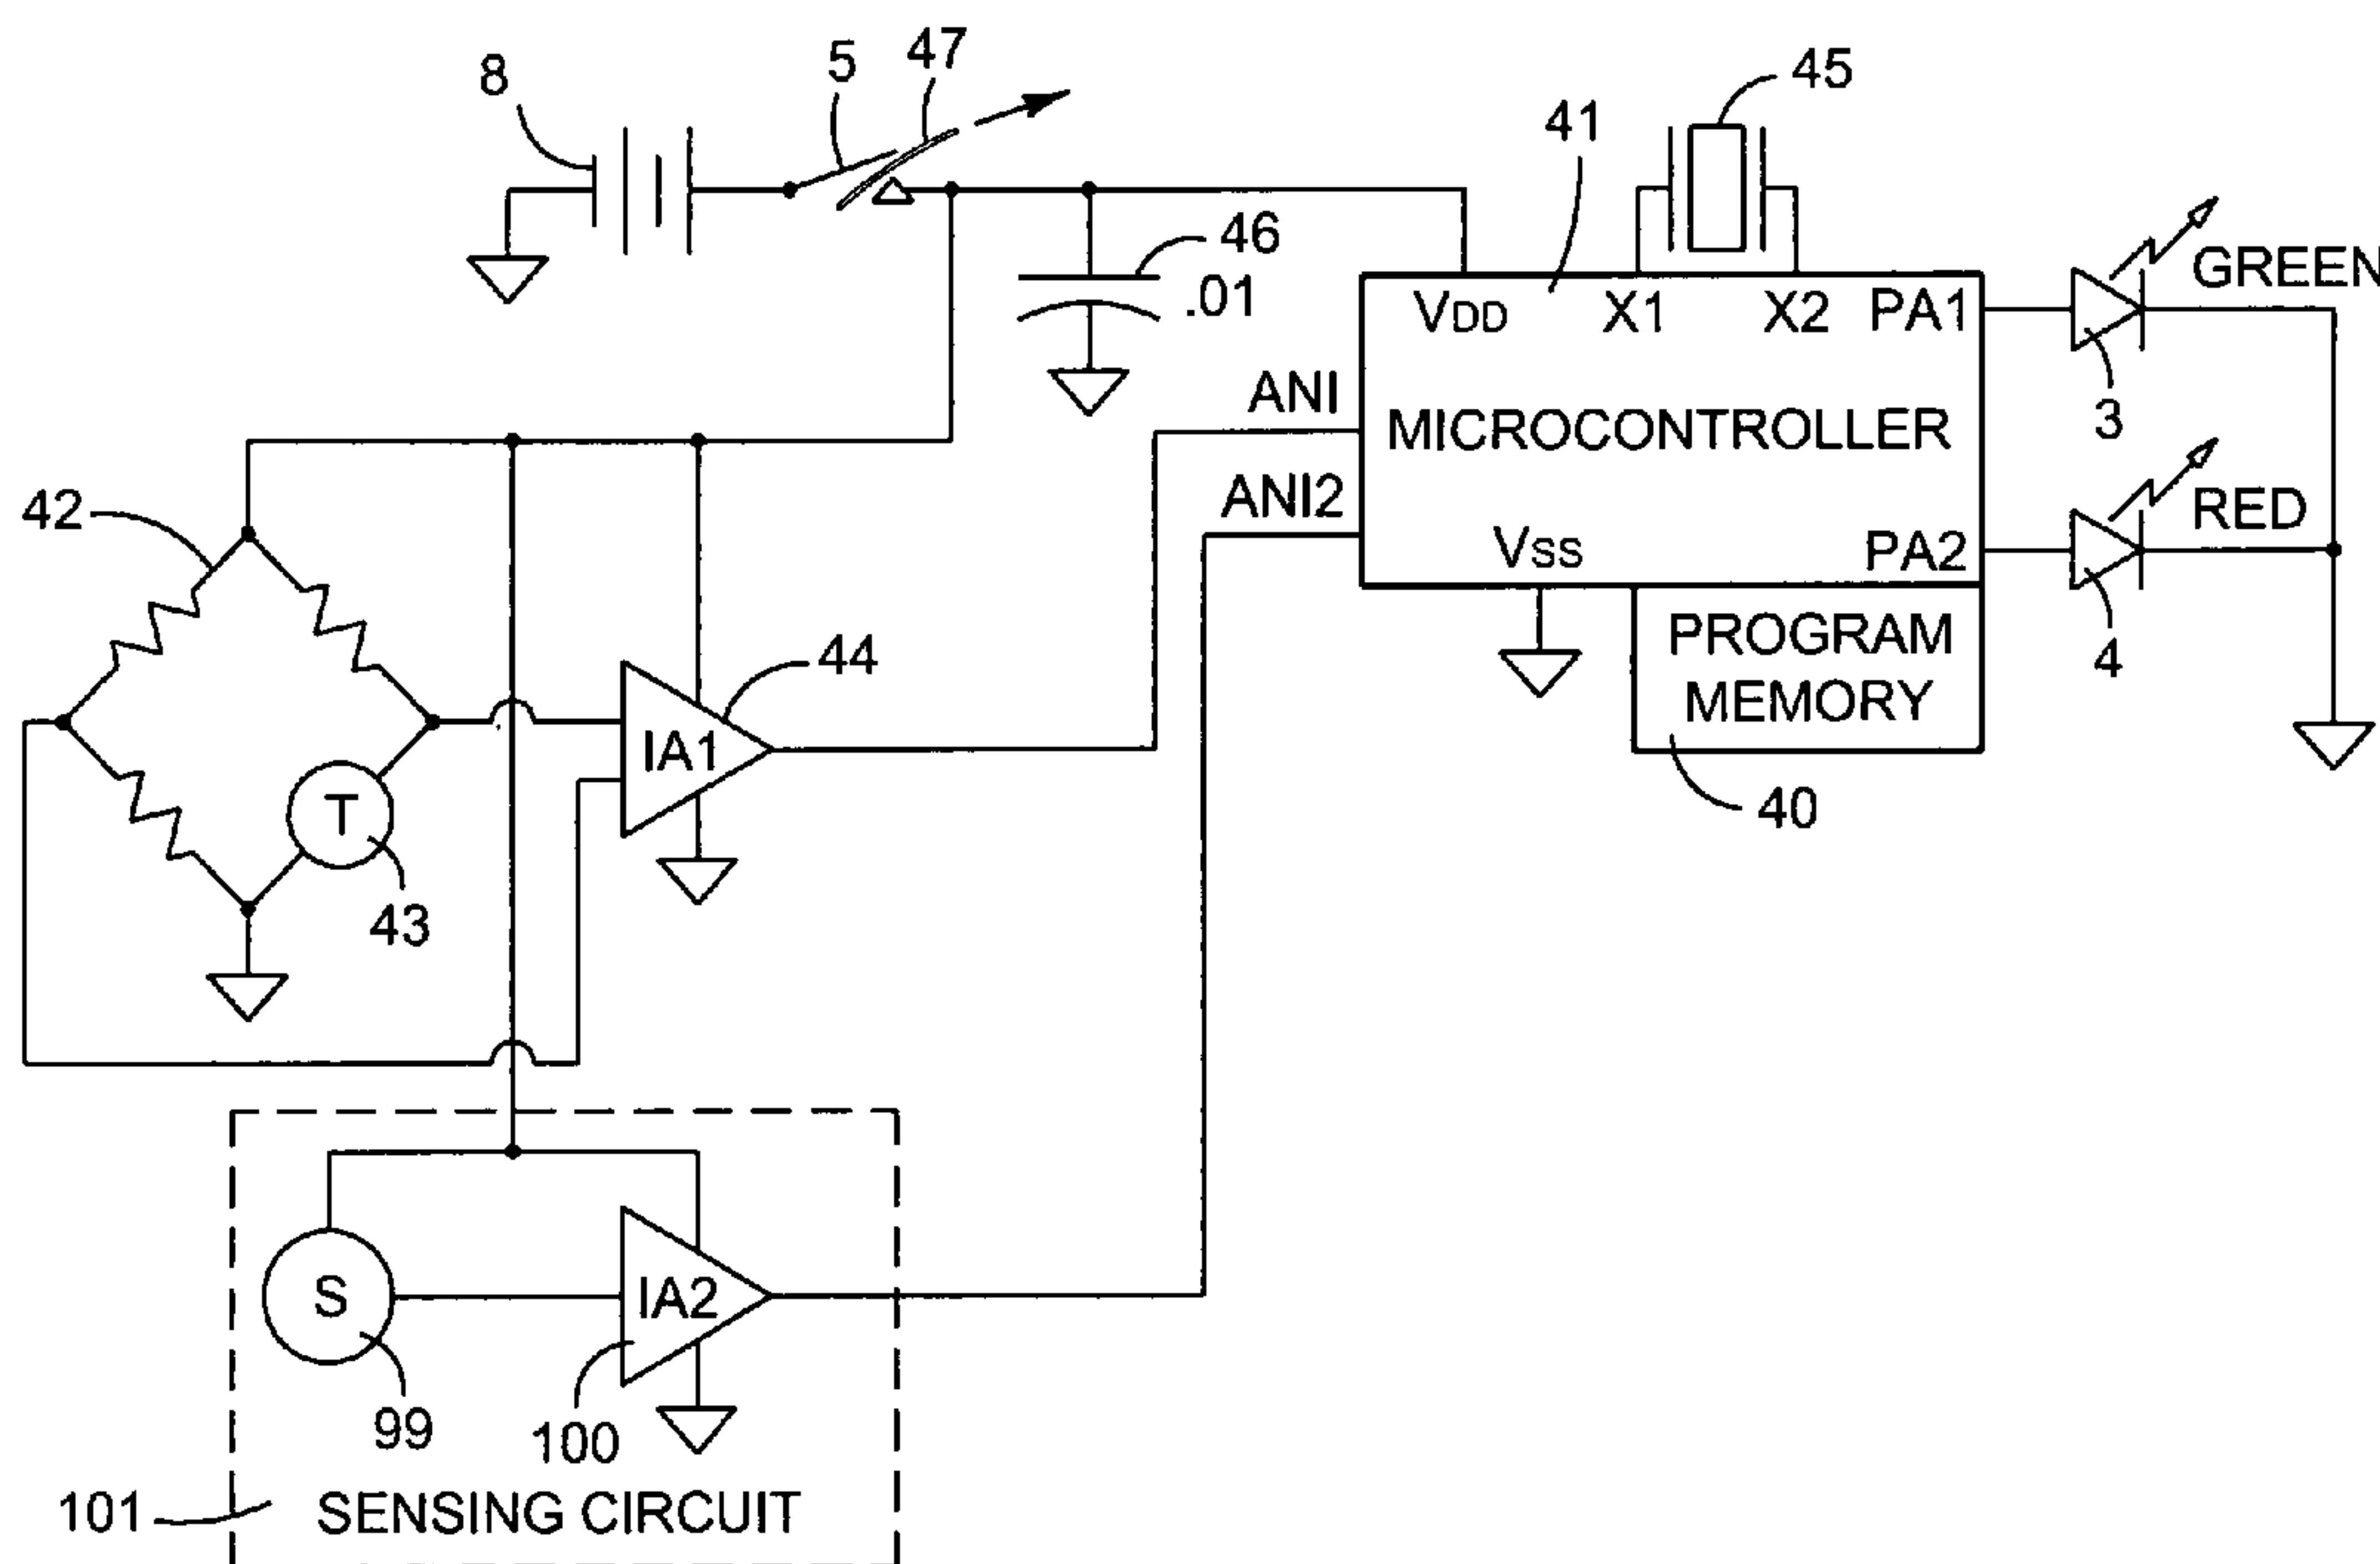 8
5
47
45
41
46
.01
GREEN
VDD
X1
X2
PA1
ANI
MICROCONTROLLER
3
ANI2
42
RED
VSS
PA2
PROGRAM
MEMORY
4
44
IA1
T
40
43
S
IA2
99
100
101
SENSING CIRCUIT